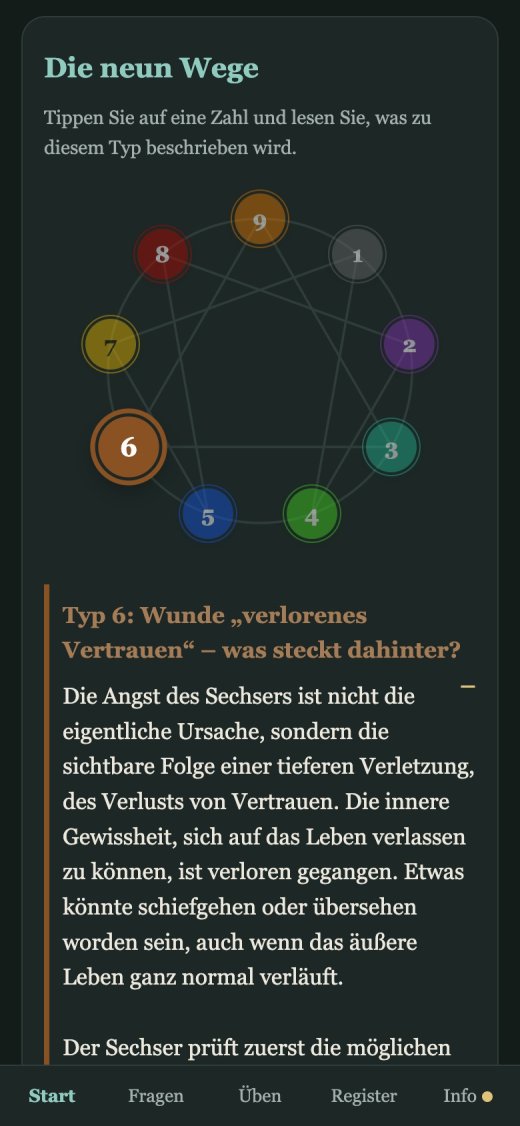 Die neun Wege
Tippen Sie auf eine Zahl und lesen Sie, was zu
diesem Typ beschrieben wird.
9
8
1
7
2
6
3
5
4
Typ 6: Wunde „verlorenes
Vertrauen“ – was steckt dahinter?
–
Die Angst des Sechsers ist nicht die
eigentliche Ursache, sondern die
sichtbare Folge einer tieferen Verletzung,
des Verlusts von Vertrauen. Die innere
Gewissheit, sich auf das Leben verlassen
zu können, ist verloren gegangen. Etwas
könnte schiefgehen oder übersehen
worden sein, auch wenn das äußere
Leben ganz normal verläuft.
Der Sechser prüft zuerst die möglichen
Start Fragen Üben Register Info